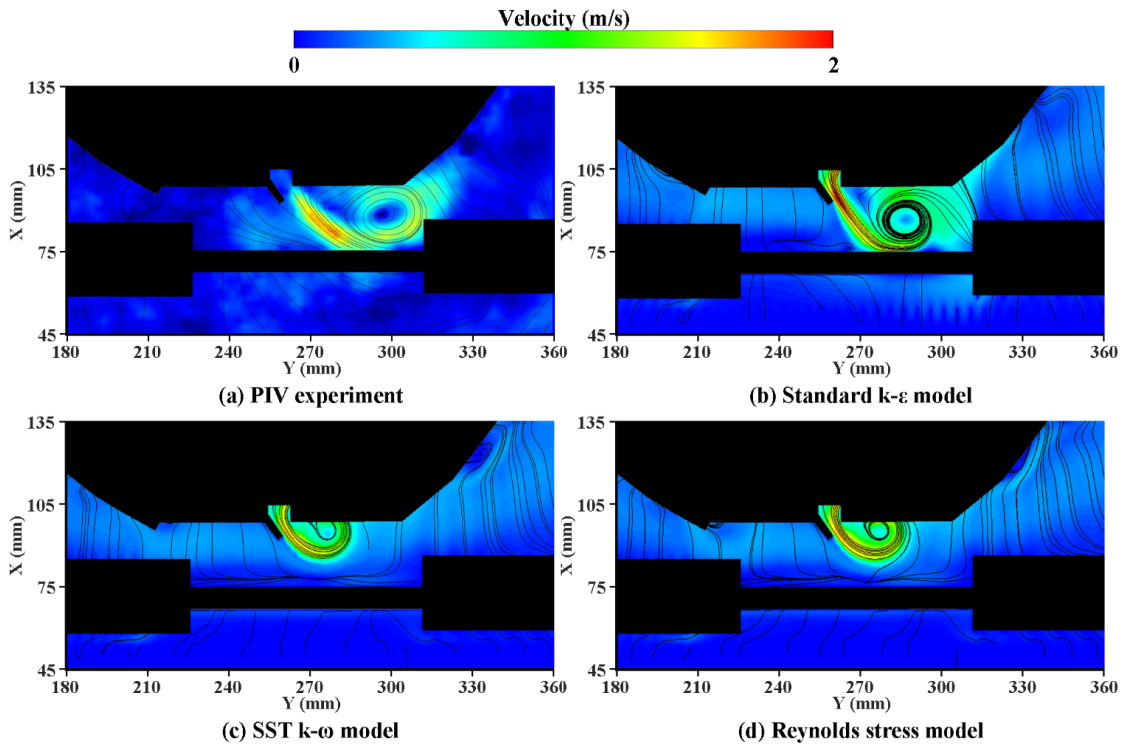 Velocity (m/s)
0 2
135
105
75
45
X (mm)
180 210 240 270 300 330 360
Y (mm)
(a) PIV experiment
135
105
75
45
X (mm)
180 210 240 270 300 330 360
Y (mm)
(b) Standard k-ε model
135
105
75
45
X (mm)
180 210 240 270 300 330 360
Y (mm)
(c) SST k-ω model
135
105
75
45
X (mm)
180 210 240 270 300 330 360
Y (mm)
(d) Reynolds stress model